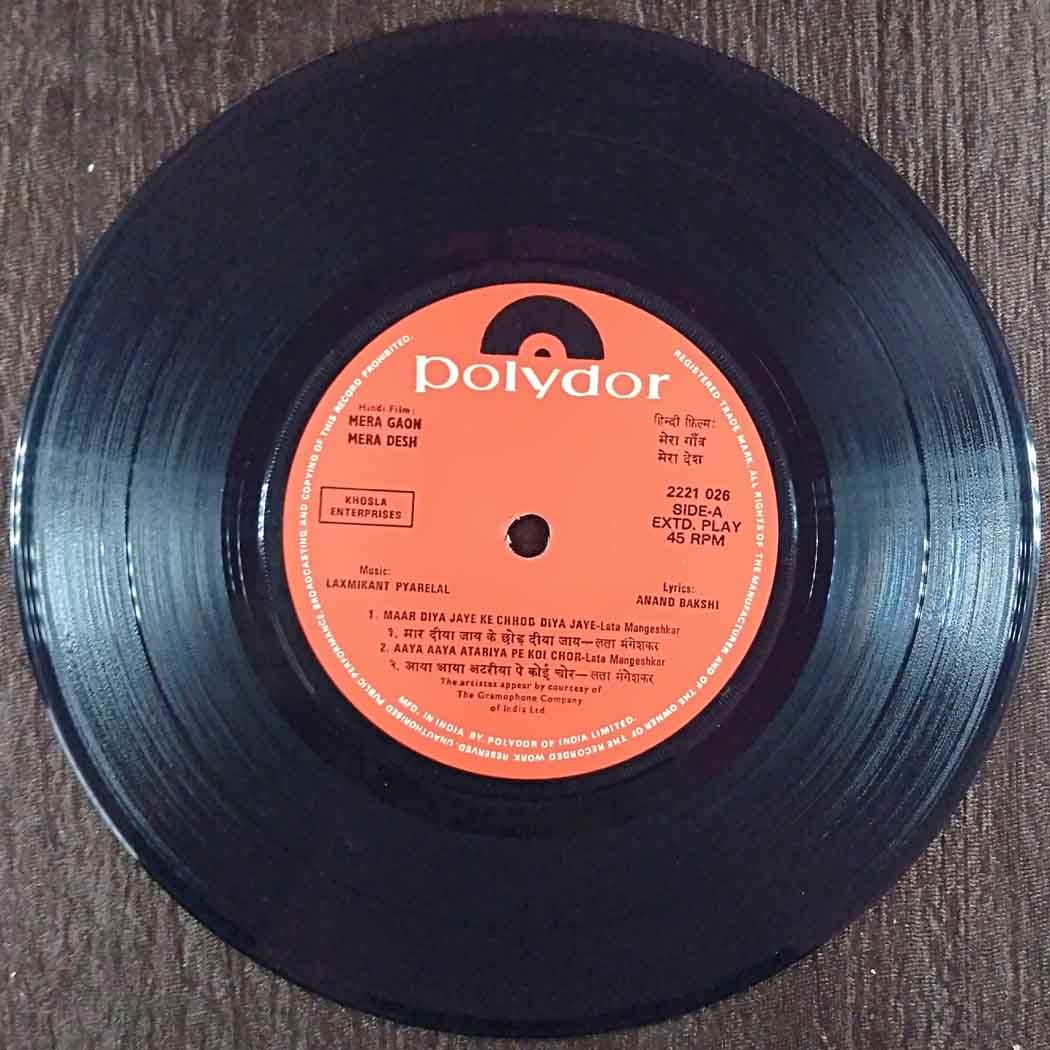 polydor
Hindi Film:
MERA GAON
MERA DESH
हिन्दी फ़िल्म:
मेरा गाँव
मेरा देश
KHOSLA
ENTERPRISES
2221 026
SIDE-A
EXTD. PLAY
45 RPM
Music:
LAXMIKANT PYARELAL
Lyrics:
ANAND BAKSHI
1. MAAR DIYA JAYE KE CHHOD DIYA JAYE-Lata Mangeshkar
१. मार दीया जाय के छोड़ दीया जाय—लता मंगेशकर
2. AAYA AAYA ATARIYA PE KOI CHOR-Lata Mangeshkar
२. आया आया अटरीया पे कोई चोर—लता मंगेशकर
The artistes appear by courtesy of
The Gramophone Company
of India Ltd.
REGISTERED TRADE MARK. ALL RIGHTS OF THE MANUFACTURER AND OF THE OWNER OF THE RECORDED WORK RESERVED. UNAUTHORISED PUBLIC PERFORMANCE, BROADCASTING AND COPYING OF THIS RECORD PROHIBITED.
MFD. IN INDIA BY POLYDOR OF INDIA LIMITED.